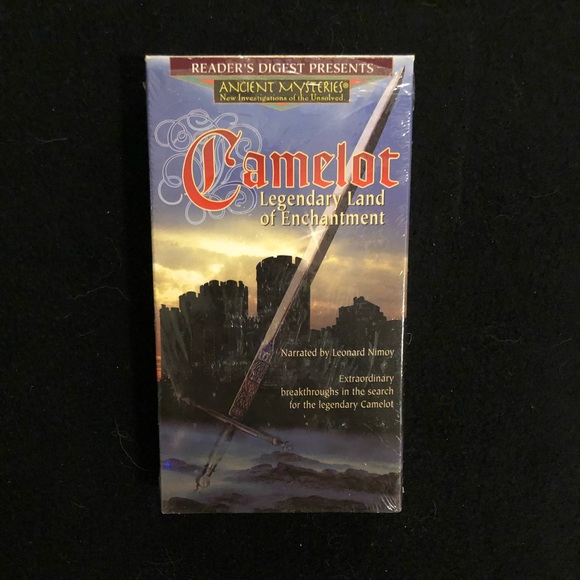 READER'S DIGEST PRESENTS
ANCIENT MYSTERIES®
New Investigations of the Unsolved.
Camelot
Legendary Land
of Enchantment
Narrated by Leonard Nimoy
Extraordinary
breakthroughs in the search
for the legendary Camelot